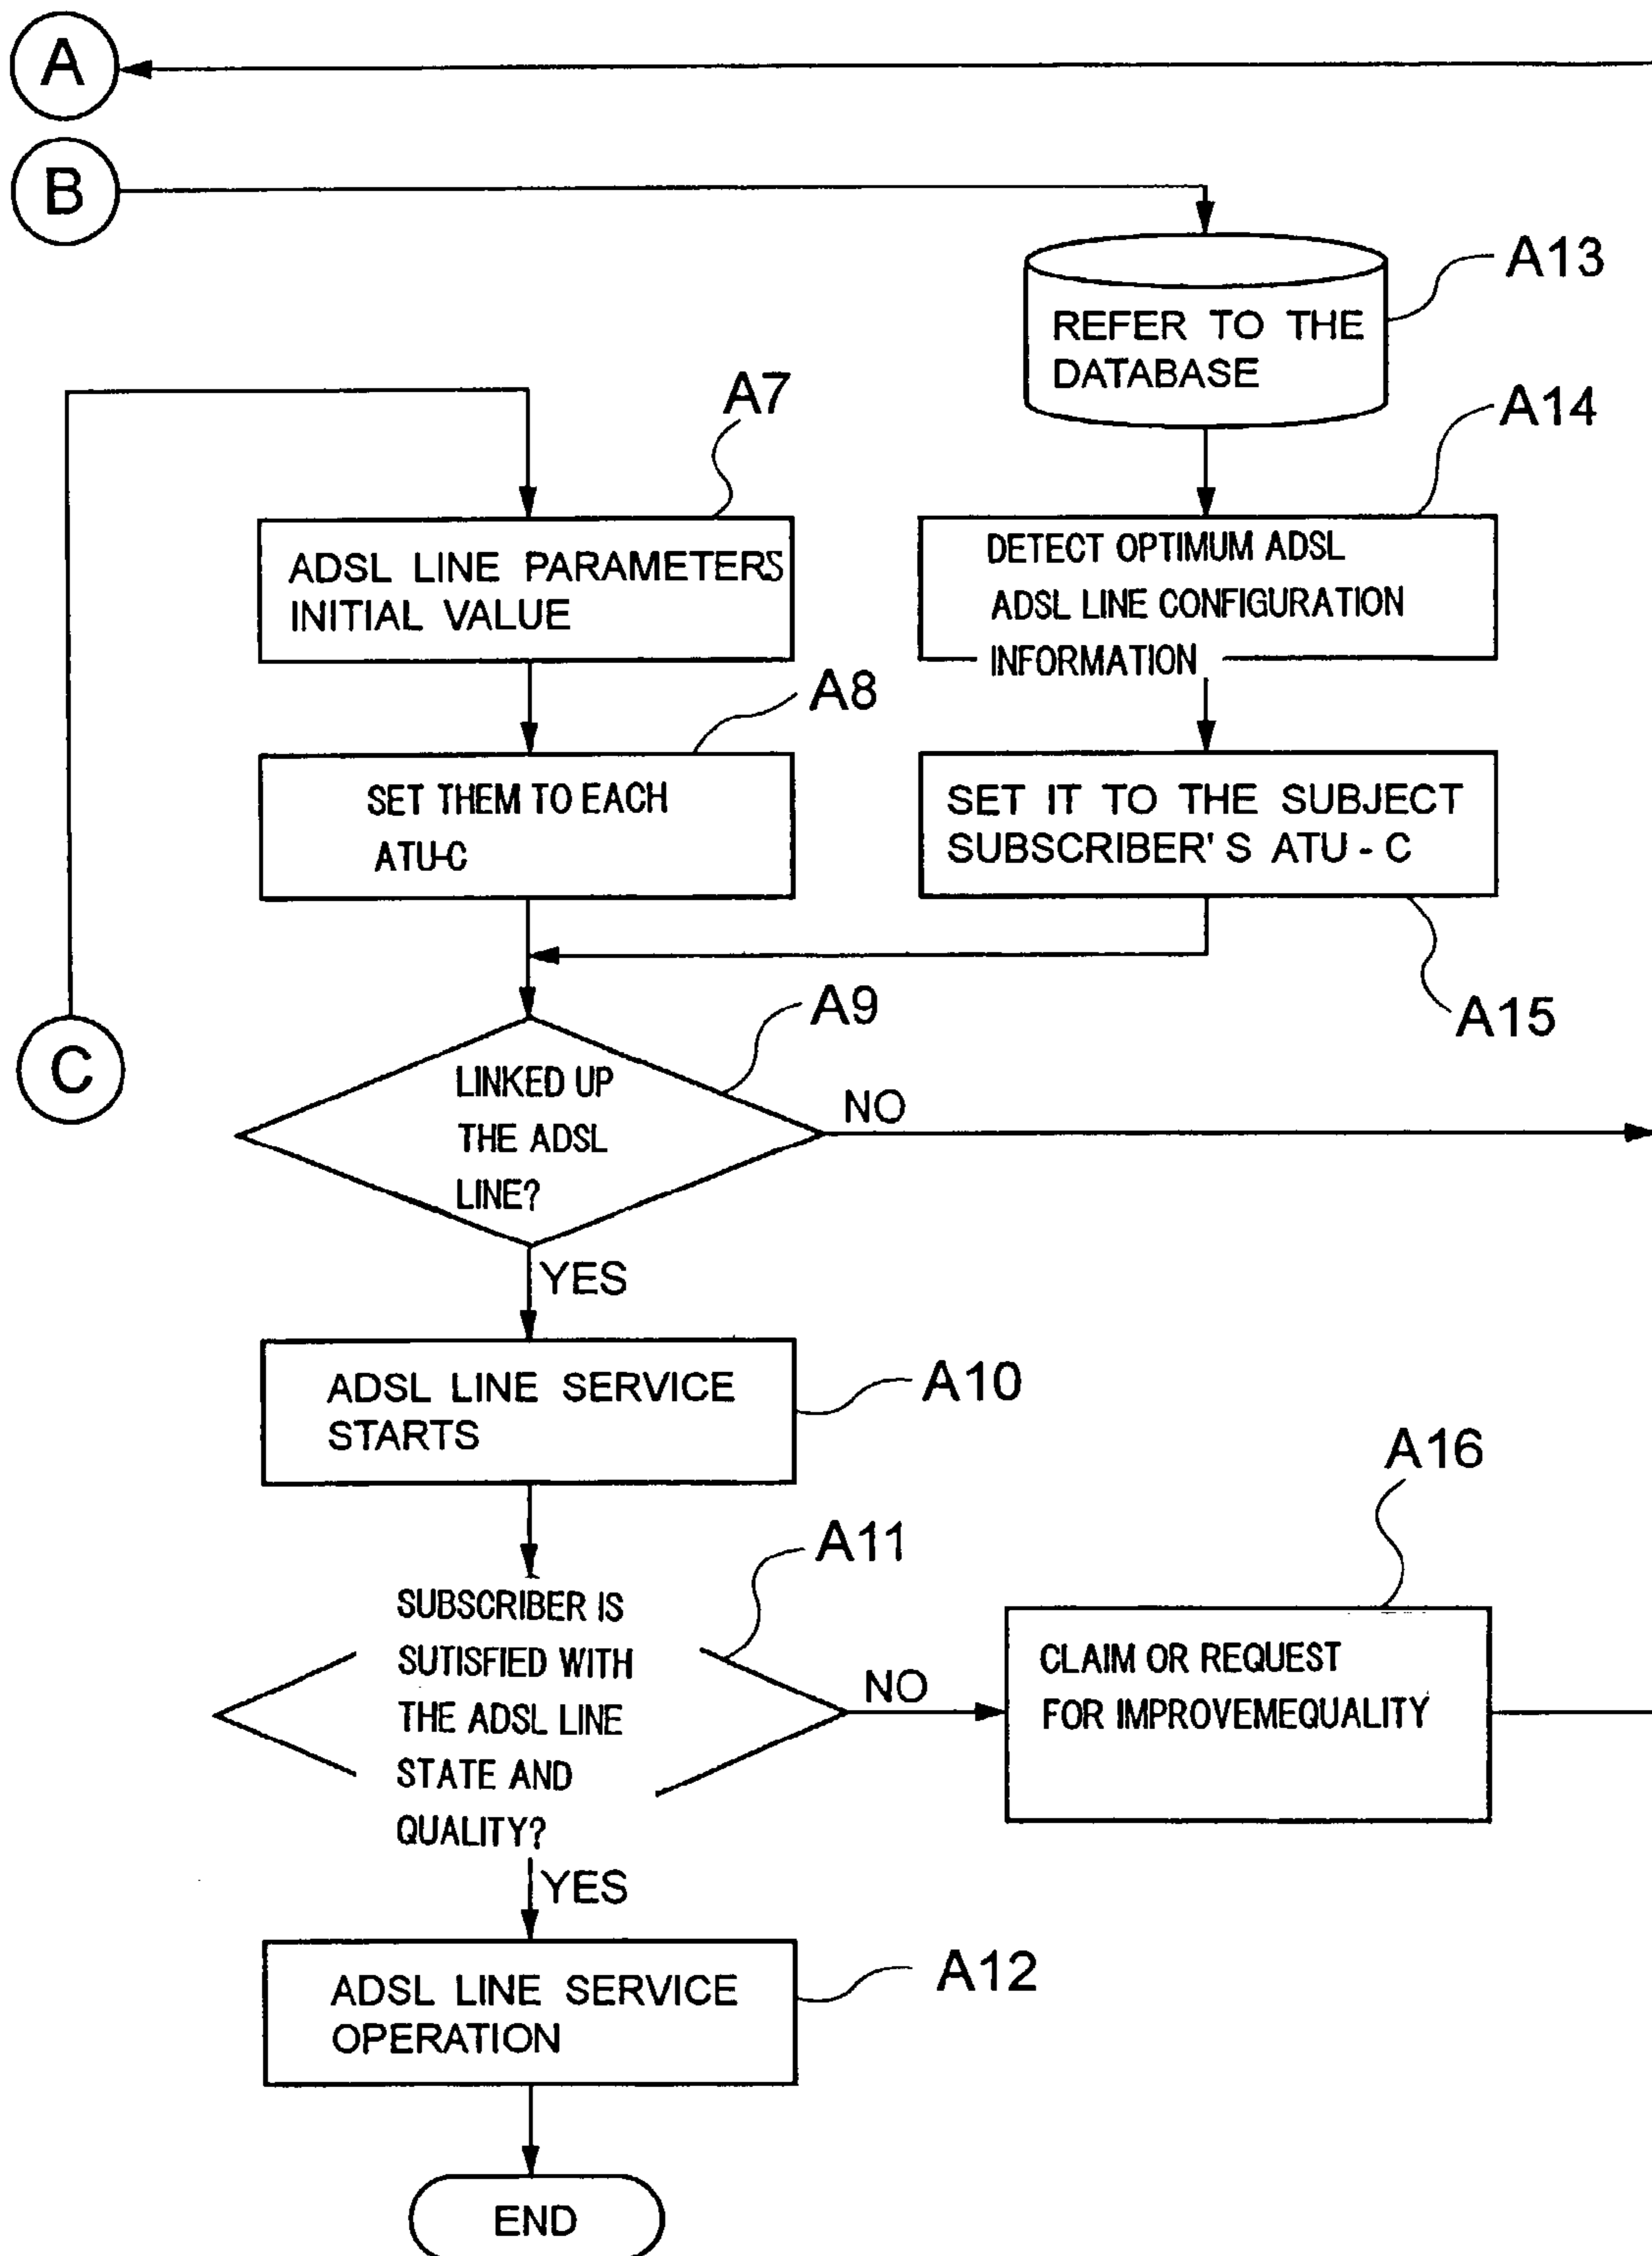 A
B
A13
REFER TO THE
DATABASE
A7
A14
ADSL LINE PARAMETERS
INITIAL VALUE
DETECT OPTIMUM ADSL
ADSL LINE CONFIGURATION
INFORMATION
A8
SET THEM TO EACH
ATU-C
SET IT TO THE SUBJECT
SUBSCRIBER'S ATU - C
A9
A15
C
LINKED UP
THE ADSL
LINE?
NO
YES
ADSL LINE SERVICE
STARTS
A10
A16
A11
SUBSCRIBER IS
SUTISFIED WITH
THE ADSL LINE
STATE AND
QUALITY?
NO
CLAIM OR REQUEST
FOR IMPROVEMEQUALITY
YES
ADSL LINE SERVICE
OPERATION
A12
END